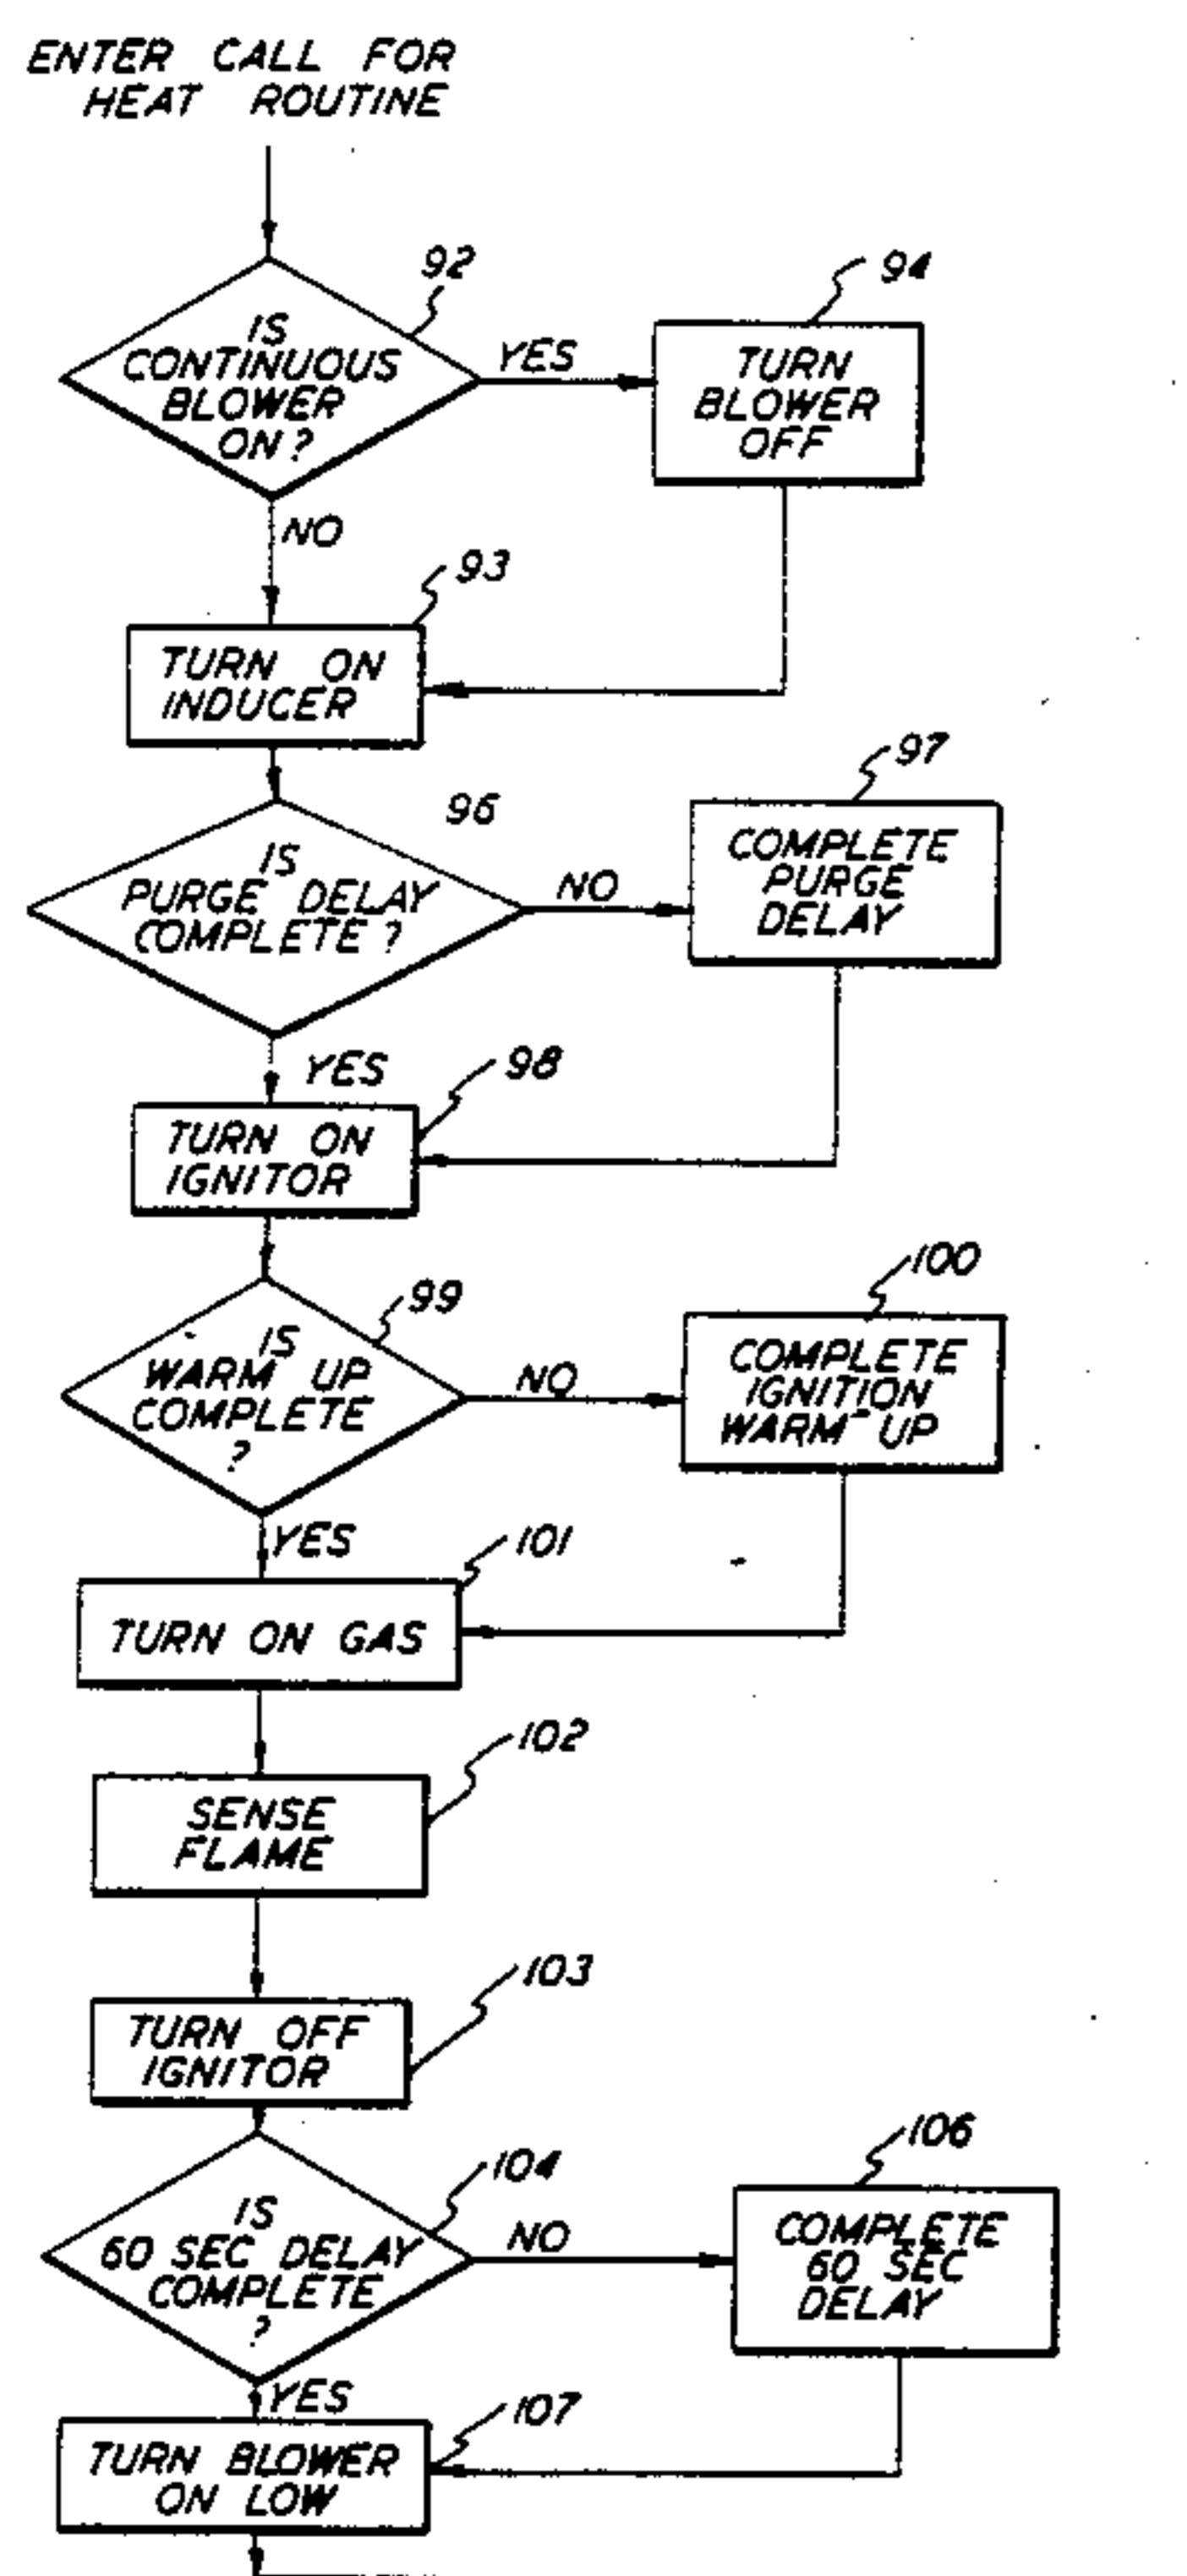 ENTER CALL FOR
HEAT ROUTINE
92
IS
CONTINUOUS
BLOWER
ON?
YES
94
TURN
BLOWER
OFF
NO
93
TURN ON
INDUCER
96
IS
PURGE DELAY
COMPLETE?
NO
97
COMPLETE
PURGE
DELAY
YES
98
TURN ON
IGNITOR
99
IS
WARM UP
COMPLETE
?
NO
100
COMPLETE
IGNITION
WARM-UP
YES
101
TURN ON GAS
102
SENSE
FLAME
103
TURN OFF
IGNITOR
104
IS
60 SEC DELAY
COMPLETE
?
NO
106
COMPLETE
60 SEC
DELAY
YES
107
TURN BLOWER
ON LOW